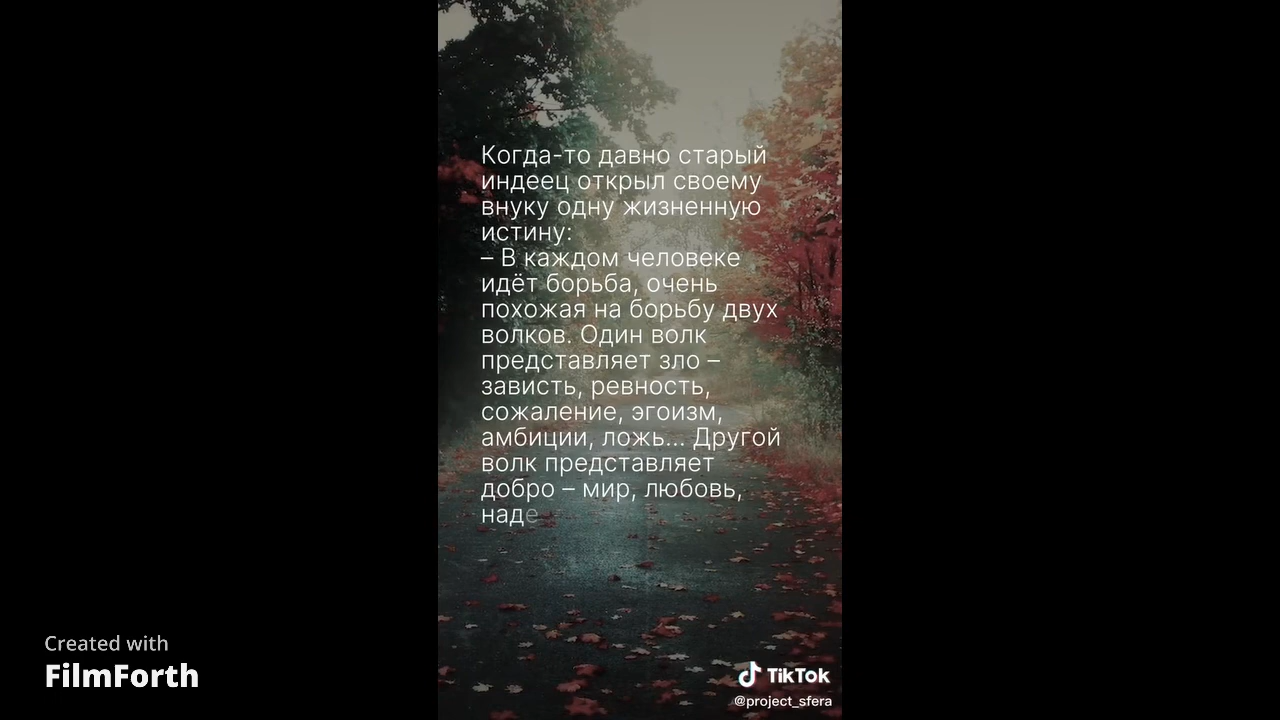 Когда-то давно старый
индеец открыл своему
внуку одну жизненную
истину:
– В каждом человеке
идёт борьба, очень
похожая на борьбу двух
волков. Один волк
представляет зло –
зависть, ревность,
сожаление, эгоизм,
амбиции, ложь... Другой
волк представляет
добро – мир, любовь,
наде
Created with
FilmForth
TikTok
@project_sfera